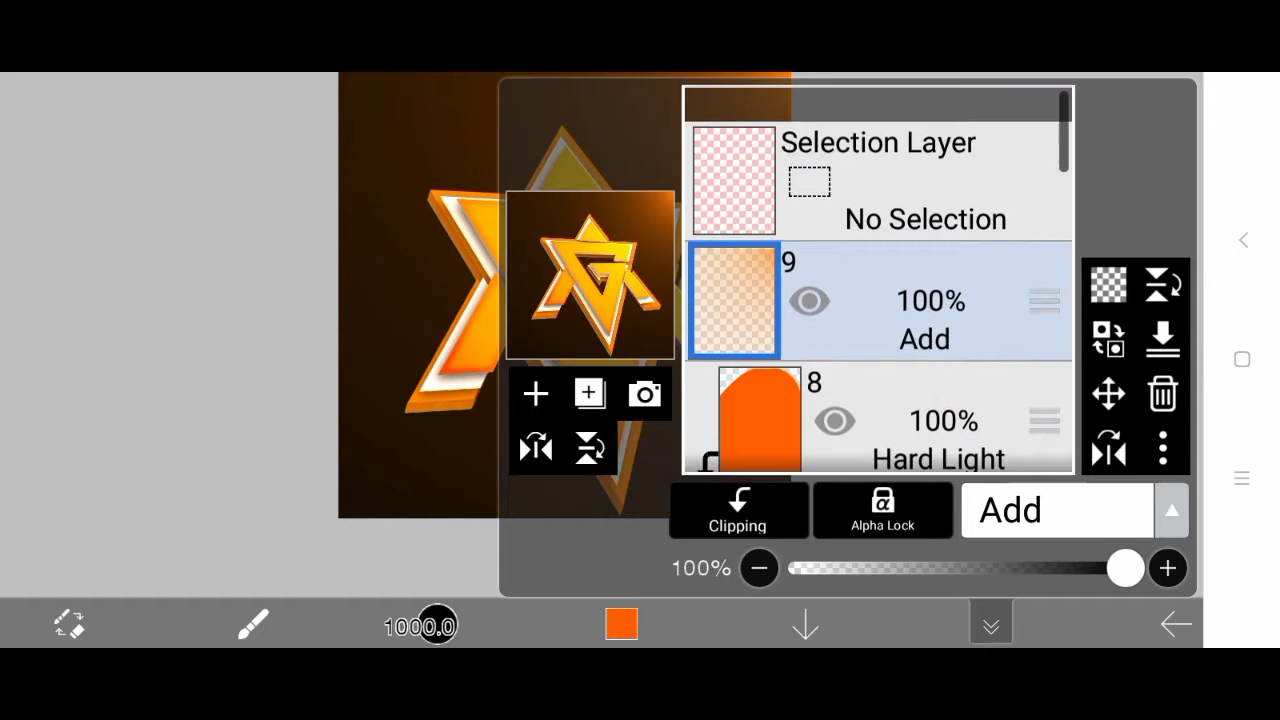 Selection Layer
No Selection
9
100%
Add
8
100%
Hard Light
Clipping
α
Alpha Lock
Add
100%
1000.0